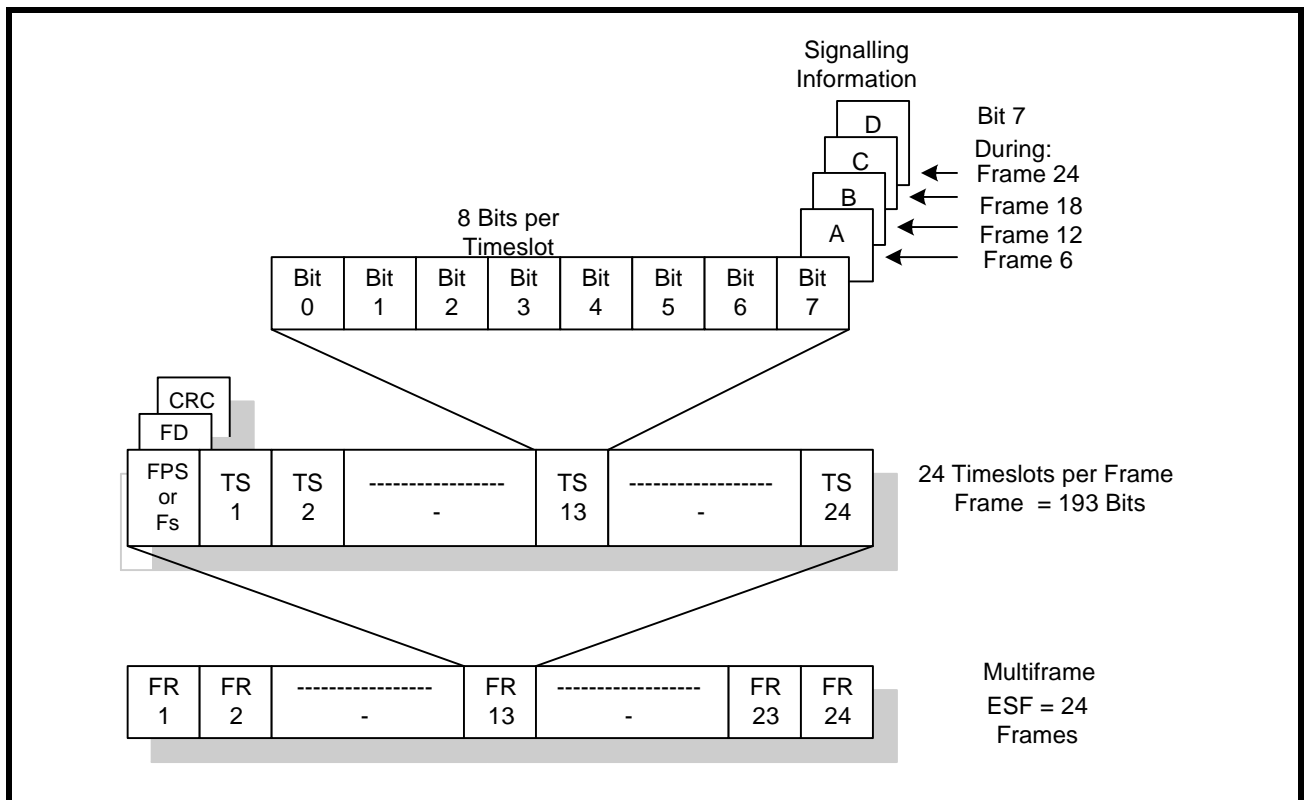 Signalling
Information
D
C
B
A
Bit 7
During:
Frame 24
Frame 18
Frame 12
Frame 6
8 Bits per
Timeslot
Bit 0
Bit 1
Bit 2
Bit 3
Bit 4
Bit 5
Bit 6
Bit 7
CRC
FD
FPS
or
Fs
TS 1
TS 2
-----------------
-
TS 13
------------------
-
TS 24
24 Timeslots per Frame
Frame = 193 Bits
FR 1
FR 2
-----------------
-
FR 13
------------------
-
FR 23
FR 24
Multiframe
ESF = 24
Frames